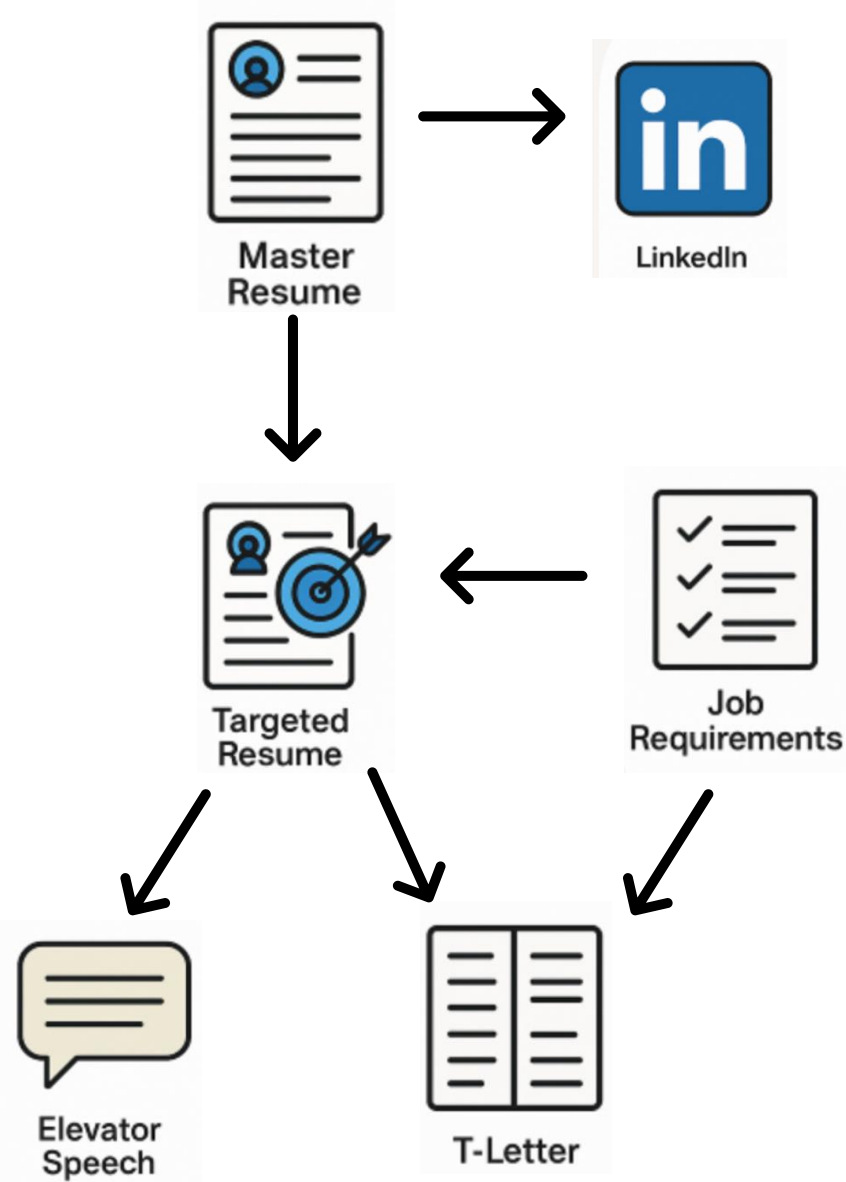 in
Master
Resume
LinkedIn
Targeted
Resume
Job
Requirements
Elevator
Speech
T-Letter